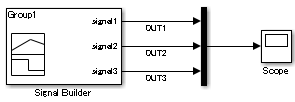 Group1
signal1
OUT1
signal2
OUT2
signal3
OUT3
Signal Builder
Scope